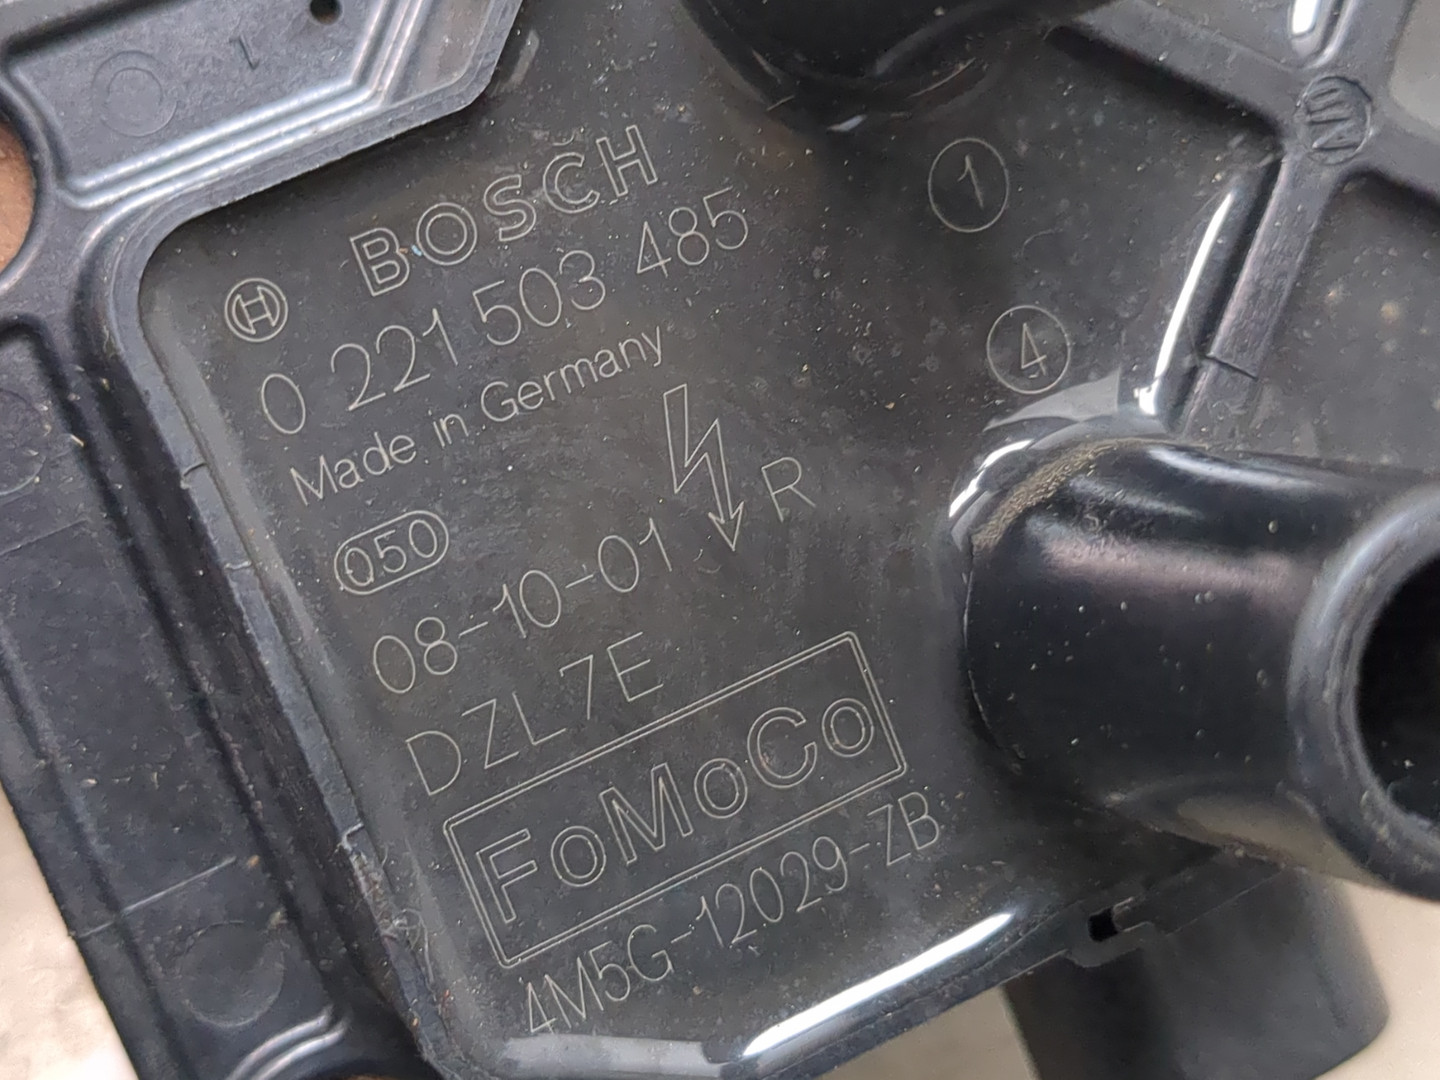 BOSCH
0 221 503 485
Made in Germany
050
R
08-10-01
DZL7E
FoMoCo
4M5G-12029-ZB
1
4
1